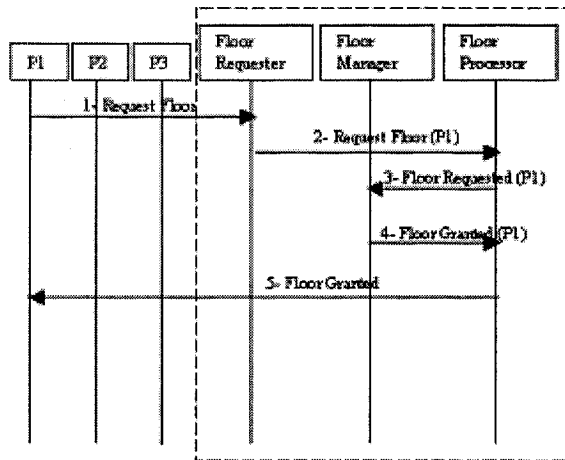 P1
P2
P3
Floor
Requester
Floor
Manager
Floor
Processor
1- Request Floor
2- Request Floor (P1)
3- Floor Requested (P1)
4- Floor Granted (P1)
5- Floor Granted